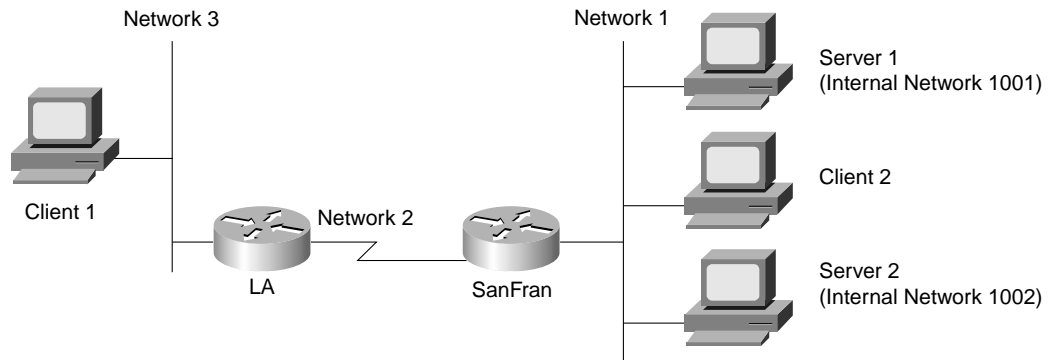 Network 3
Network 1
Server 1
(Internal Network 1001)
Client 2
Client 1
Network 2
LA
SanFran
Server 2
(Internal Network 1002)